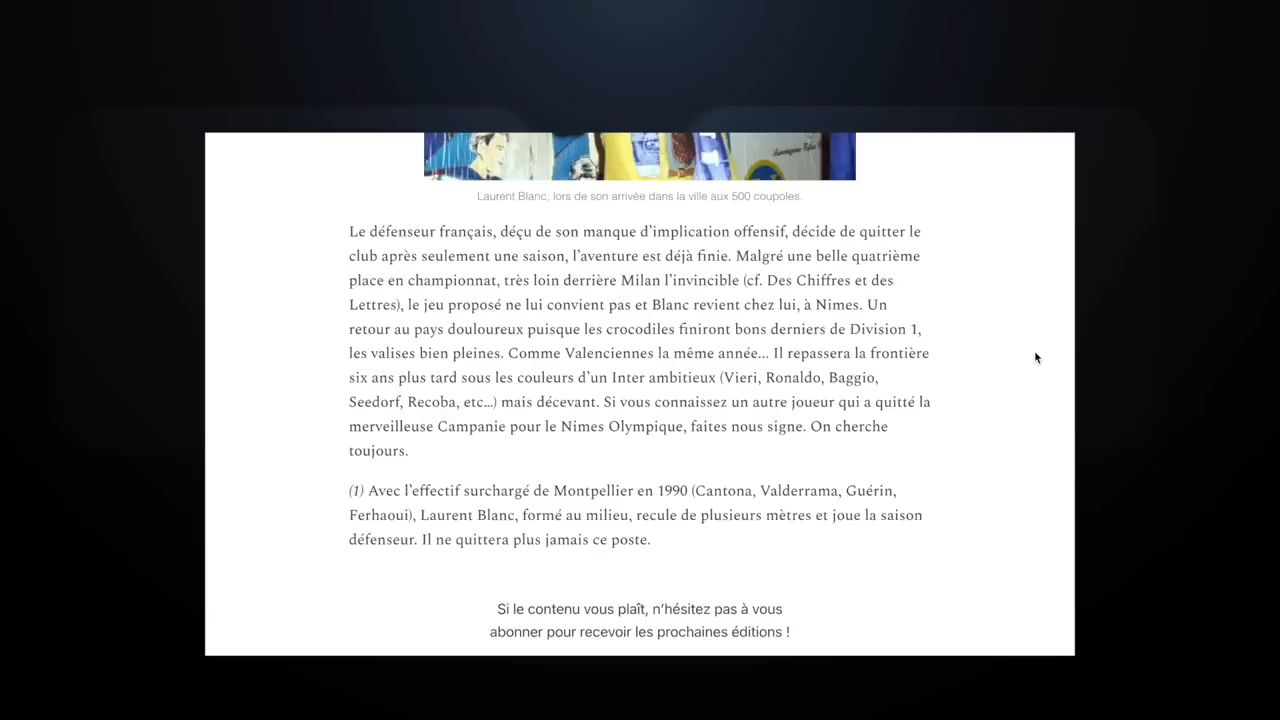 Laurent Blanc, lors de son arrivée dans la ville aux 500 coupoles.
Le défenseur français, déçu de son manque d’implication offensif, décide de quitter le
club après seulement une saison, l’aventure est déjà finie. Malgré une belle quatrième
place en championnat, très loin derrière Milan l’invincible (cf. Des Chiffres et des
Lettres), le jeu proposé ne lui convient pas et Blanc revient chez lui, à Nimes. Un
retour au pays douloureux puisque les crocodiles finiront bons derniers de Division 1,
les valises bien pleines. Comme Valenciennes la même année... Il repassera la frontière
six ans plus tard sous les couleurs d’un Inter ambitieux (Vieri, Ronaldo, Baggio,
Seedorf, Recoba, etc…) mais décevant. Si vous connaissez un autre joueur qui a quitté la
merveilleuse Campanie pour le Nimes Olympique, faites nous signe. On cherche
toujours.
(1) Avec l’effectif surchargé de Montpellier en 1990 (Cantona, Valderrama, Guérin,
Ferhaoui), Laurent Blanc, formé au milieu, recule de plusieurs mètres et joue la saison
défenseur. Il ne quittera plus jamais ce poste.
Si le contenu vous plaît, n’hésitez pas à vous
abonner pour recevoir les prochaines éditions !